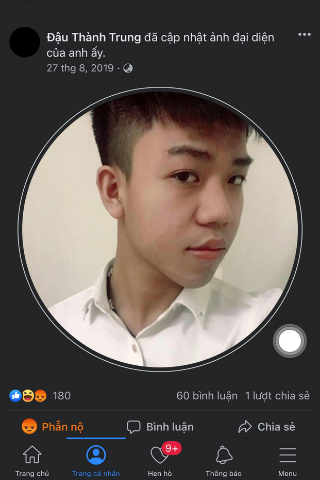 Đậu Thành Trung đã cập nhật ảnh đại diện
của anh ấy.
27 thg 8, 2019 ·
180
60 bình luận 1 lượt chia sẻ
Phẫn nộ Bình luận Chia sẻ
9+
Trang chủ Trang cá nhân Hẹn hò Thông báo Menu